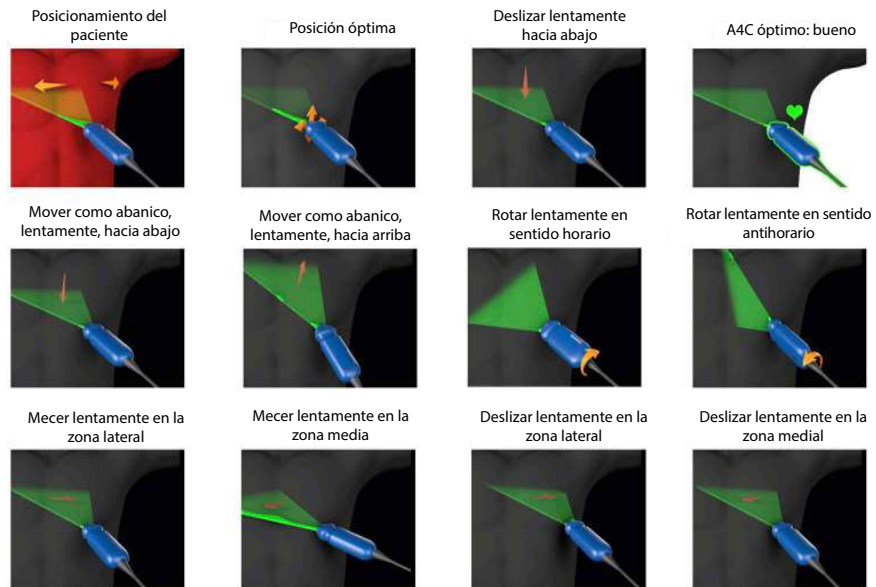 Posicionamiento del
paciente
Posición óptima
Deslizar lentamente
hacia abajo
A4C óptimo: bueno
Mover como abanico,
lentamente, hacia abajo
Mover como abanico,
lentamente, hacia arriba
Rotar lentamente en
sentido horario
Rotar lentamente en sentido
antihorario
Mecer lentamente en la
zona lateral
Mecer lentamente en la
zona media
Deslizar lentamente en la
zona lateral
Deslizar lentamente en la
zona medial